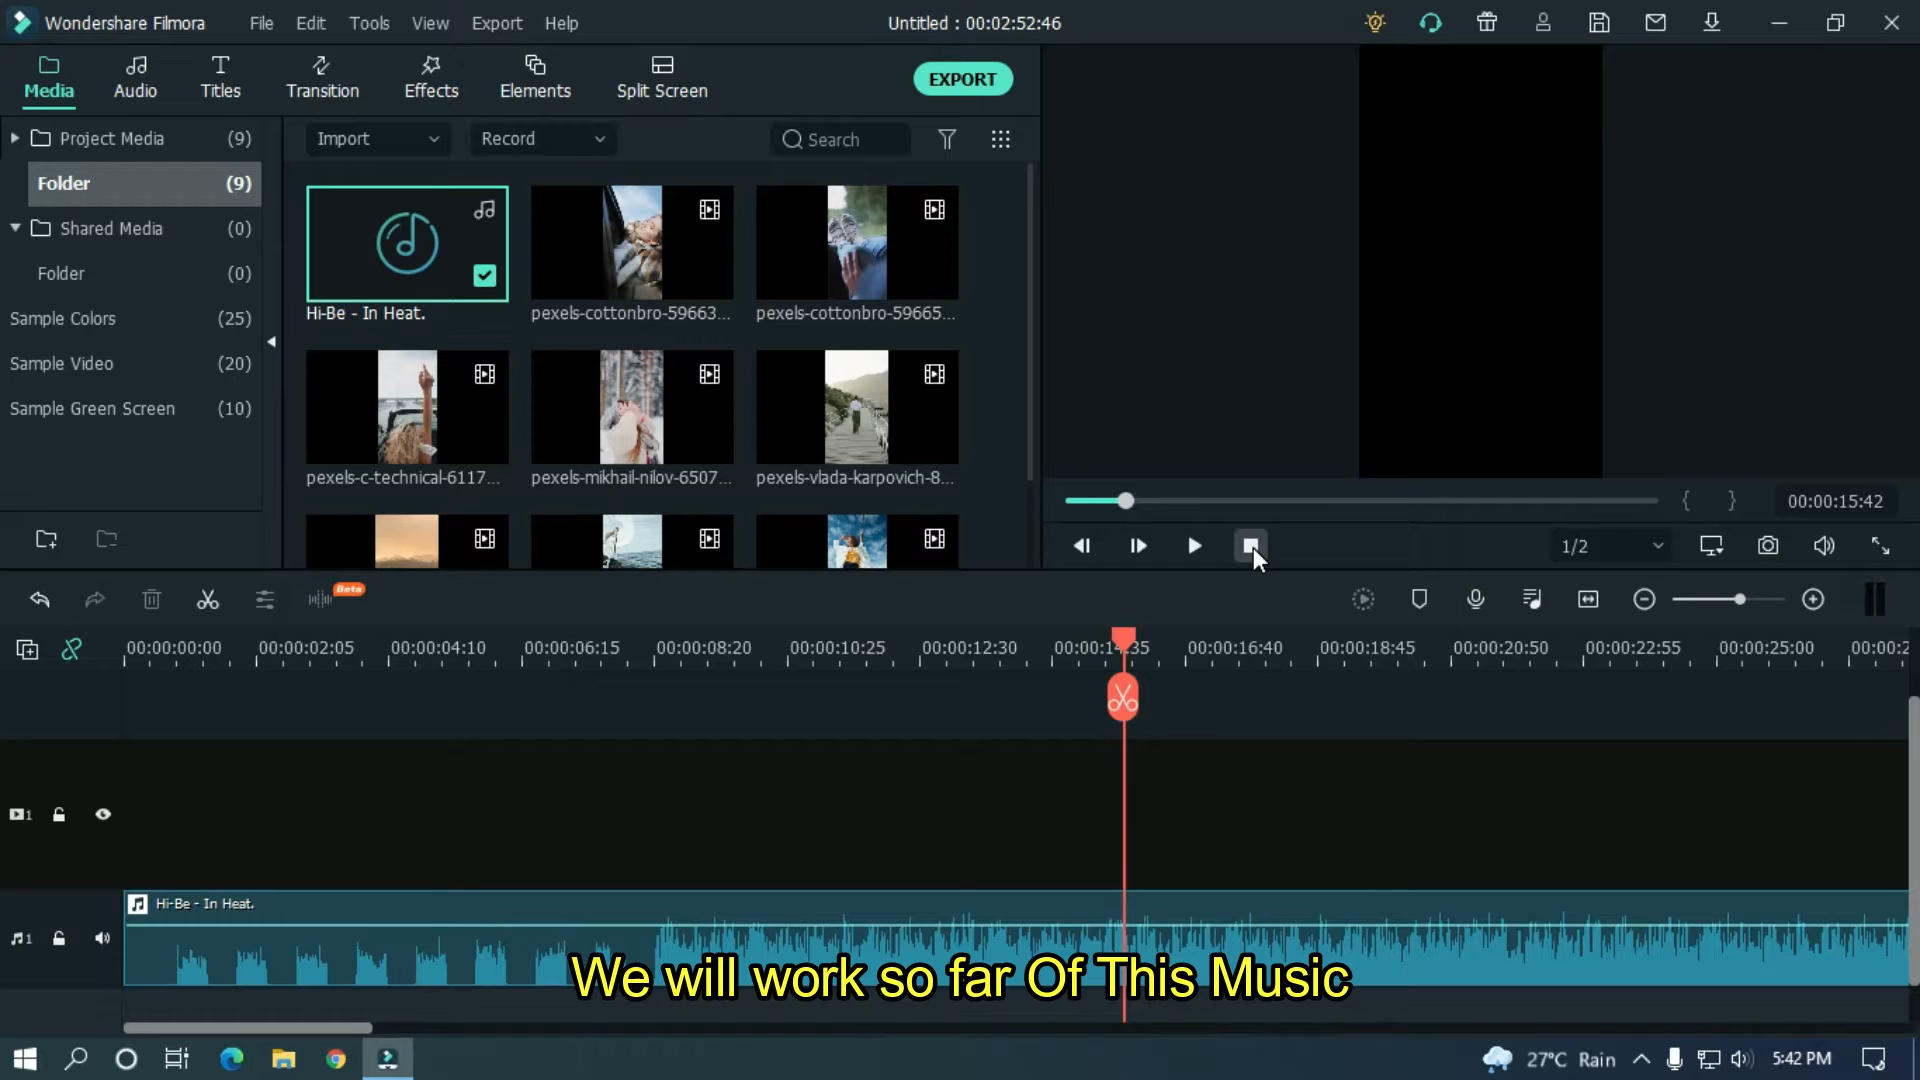 Wondershare Filmora File Edit Tools View Export Help Untitled : 00:02:52:46
Media Audio Titles Transition Effects Elements Split Screen EXPORT
Project Media (9)
Folder (9)
Shared Media (0)
Folder (0)
Sample Colors (25)
Sample Video (20)
Sample Green Screen (10)
Import Record Search
Hi-Be - In Heat. pexels-cottonbro-59663... pexels-cottonbro-59665...
pexels-c-technical-6117... pexels-mikhail-nilov-6507... pexels-vlada-karpovich-8...
{ } 00:00:15:42
1/2
Beta
00:00:00:00 00:00:02:05 00:00:04:10 00:00:06:15 00:00:08:20 00:00:10:25 00:00:12:30 00:00:14:35 00:00:16:40 00:00:18:45 00:00:20:50 00:00:22:55 00:00:25:00 00:00:2
1
Hi-Be - In Heat.
1
We will work so far Of This Music
27°C Rain 5:42 PM